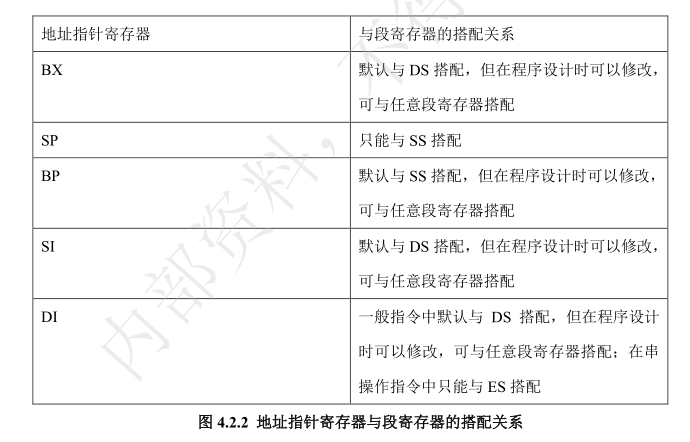 地址指针寄存器
与段寄存器的搭配关系
BX
默认与 DS 搭配，但在程序设计时可以修改，
可与任意段寄存器搭配
SP
只能与 SS 搭配
BP
默认与 SS 搭配，但在程序设计时可以修改，
可与任意段寄存器搭配
SI
默认与 DS 搭配，但在程序设计时可以修改，
可与任意段寄存器搭配
DI
一般指令中默认与 DS 搭配，但在程序设计
时可以修改，可与任意段寄存器搭配；在串
操作指令中只能与 ES 搭配
图 4.2.2 地址指针寄存器与段寄存器的搭配关系
内部资料，不得